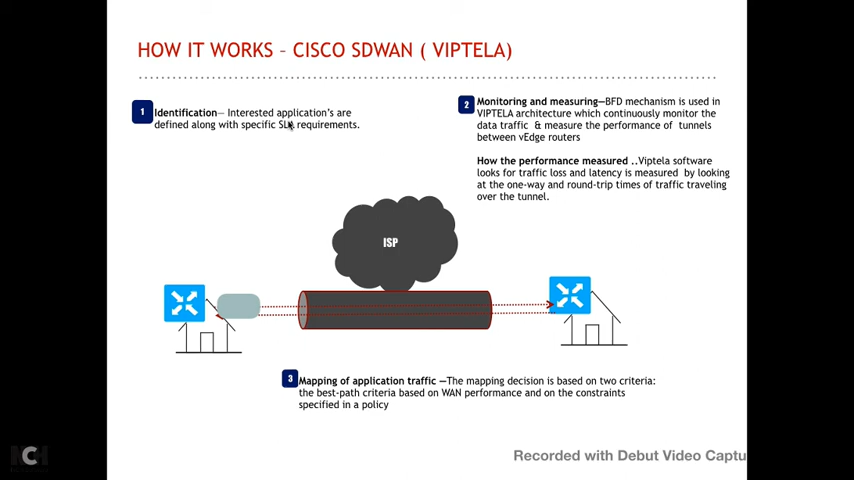 HOW IT WORKS – CISCO SDWAN ( VIPTELA)
1
Identification— Interested application's are
defined along with specific SLA requirements.
2
Monitoring and measuring—BFD mechanism is used in
VIPTELA architecture which continuously monitor the
data traffic & measure the performance of tunnels
between vEdge routers
How the performance measured ..Viptela software
looks for traffic loss and latency is measured by looking
at the one-way and round-trip times of traffic traveling
over the tunnel.
ISP
3
Mapping of application traffic —The mapping decision is based on two criteria:
the best-path criteria based on WAN performance and on the constraints
specified in a policy
Recorded with Debut Video Captu